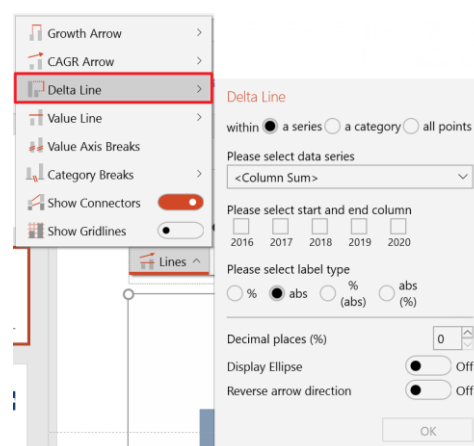 Growth Arrow
CAGR Arrow
Delta Line
Value Line
Value Axis Breaks
Category Breaks
Show Connectors
Show Gridlines
Lines
Delta Line
within a series a category all points
Please select data series
<Column Sum>
Please select start and end column
2016 2017 2018 2019 2020
Please select label type
% abs % (abs) abs (%)
Decimal places (%) 0
Display Ellipse Off
Reverse arrow direction Off
OK